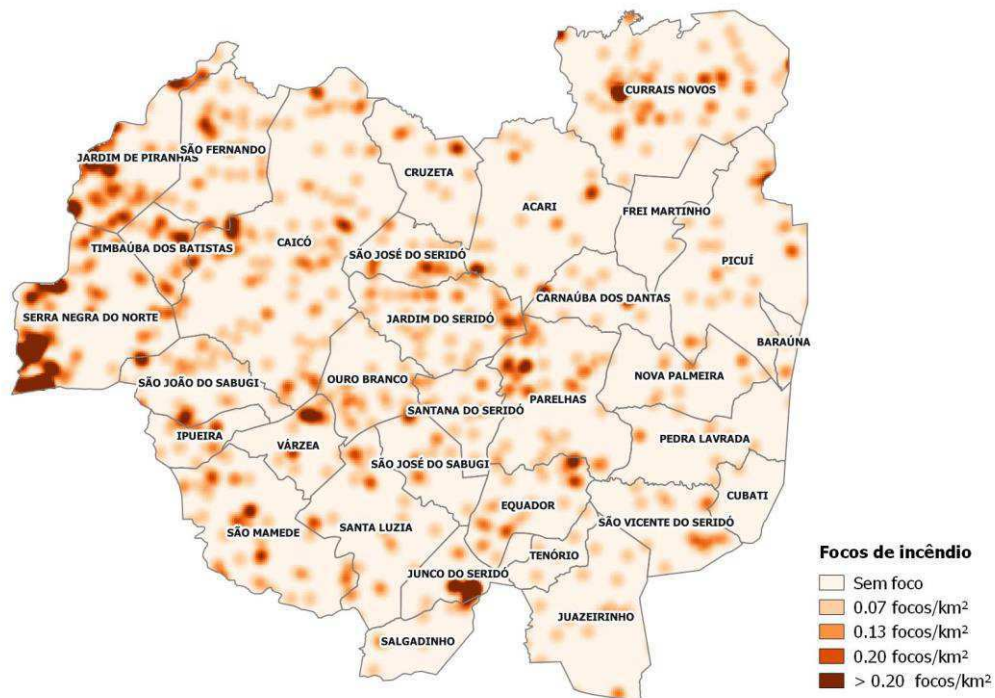 CURRAIS NOVOS
JARDIM DE PIRANHAS
SÃO FERNANDO
CRUZETA
ACARI
FREI MARTINHO
CAICÓ
TIMBAÚBA DOS BATISTAS
SÃO JOSÉ DO SERIDÓ
PICUÍ
CARNAÚBA DOS DANTAS
SERRA NEGRA DO NORTE
JARDIM DO SERIDÓ
BARAÚNA
SÃO JOÃO DO SABUGI
OURO BRANCO
NOVA PALMEIRA
SANTANA DO SERIDÓ
PARELHAS
IPUEIRA
VÁRZEA
PEDRA LAVRADA
SÃO JOSÉ DO SABUGI
CUBATI
EQUADOR
SÃO VICENTE DO SERIDÓ
SÃO MAMEDE
SANTA LUZIA
TENÓRIO
JUNCO DO SERIDÓ
JUAZEIRINHO
SALGADINHO
Focos de incêndio
Sem foco
0.07 focos/km²
0.13 focos/km²
0.20 focos/km²
> 0.20 focos/km²